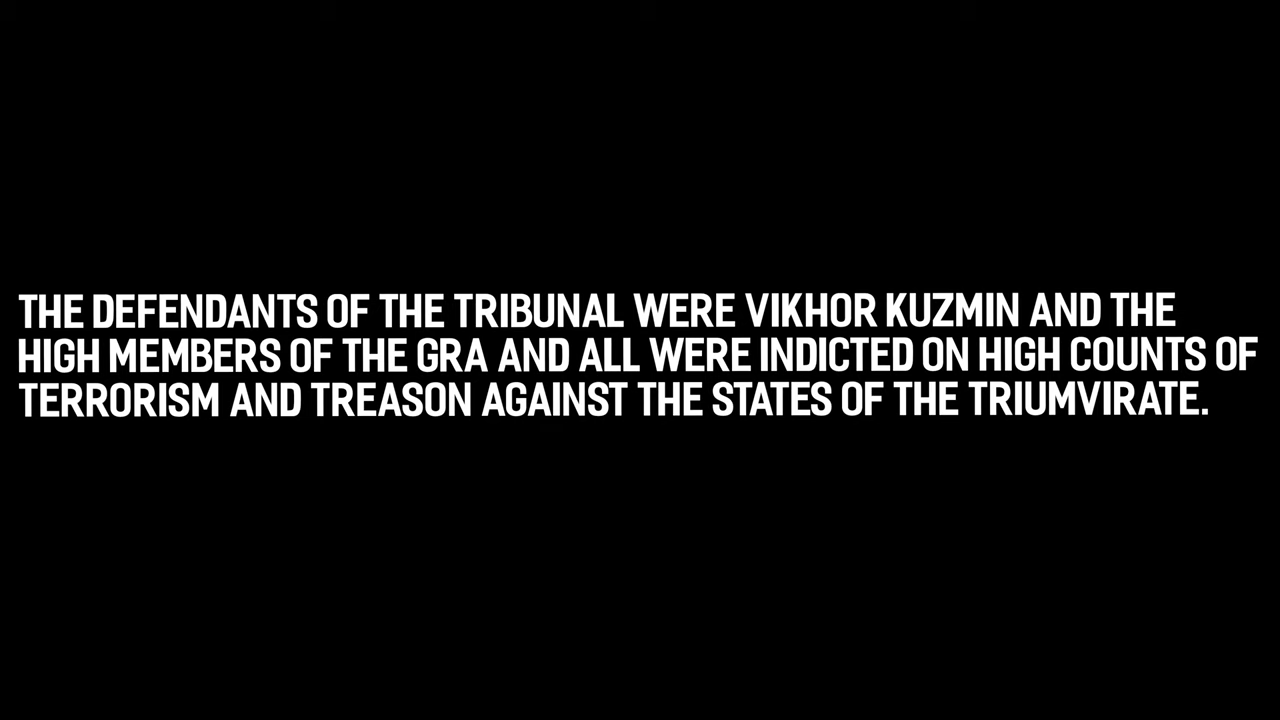 THE DEFENDANTS OF THE TRIBUNAL WERE VIKHOR KUZMIN AND THE
HIGH MEMBERS OF THE GRA AND ALL WERE INDICTED ON HIGH COUNTS OF
TERRORISM AND TREASON AGAINST THE STATES OF THE TRIUMVIRATE.